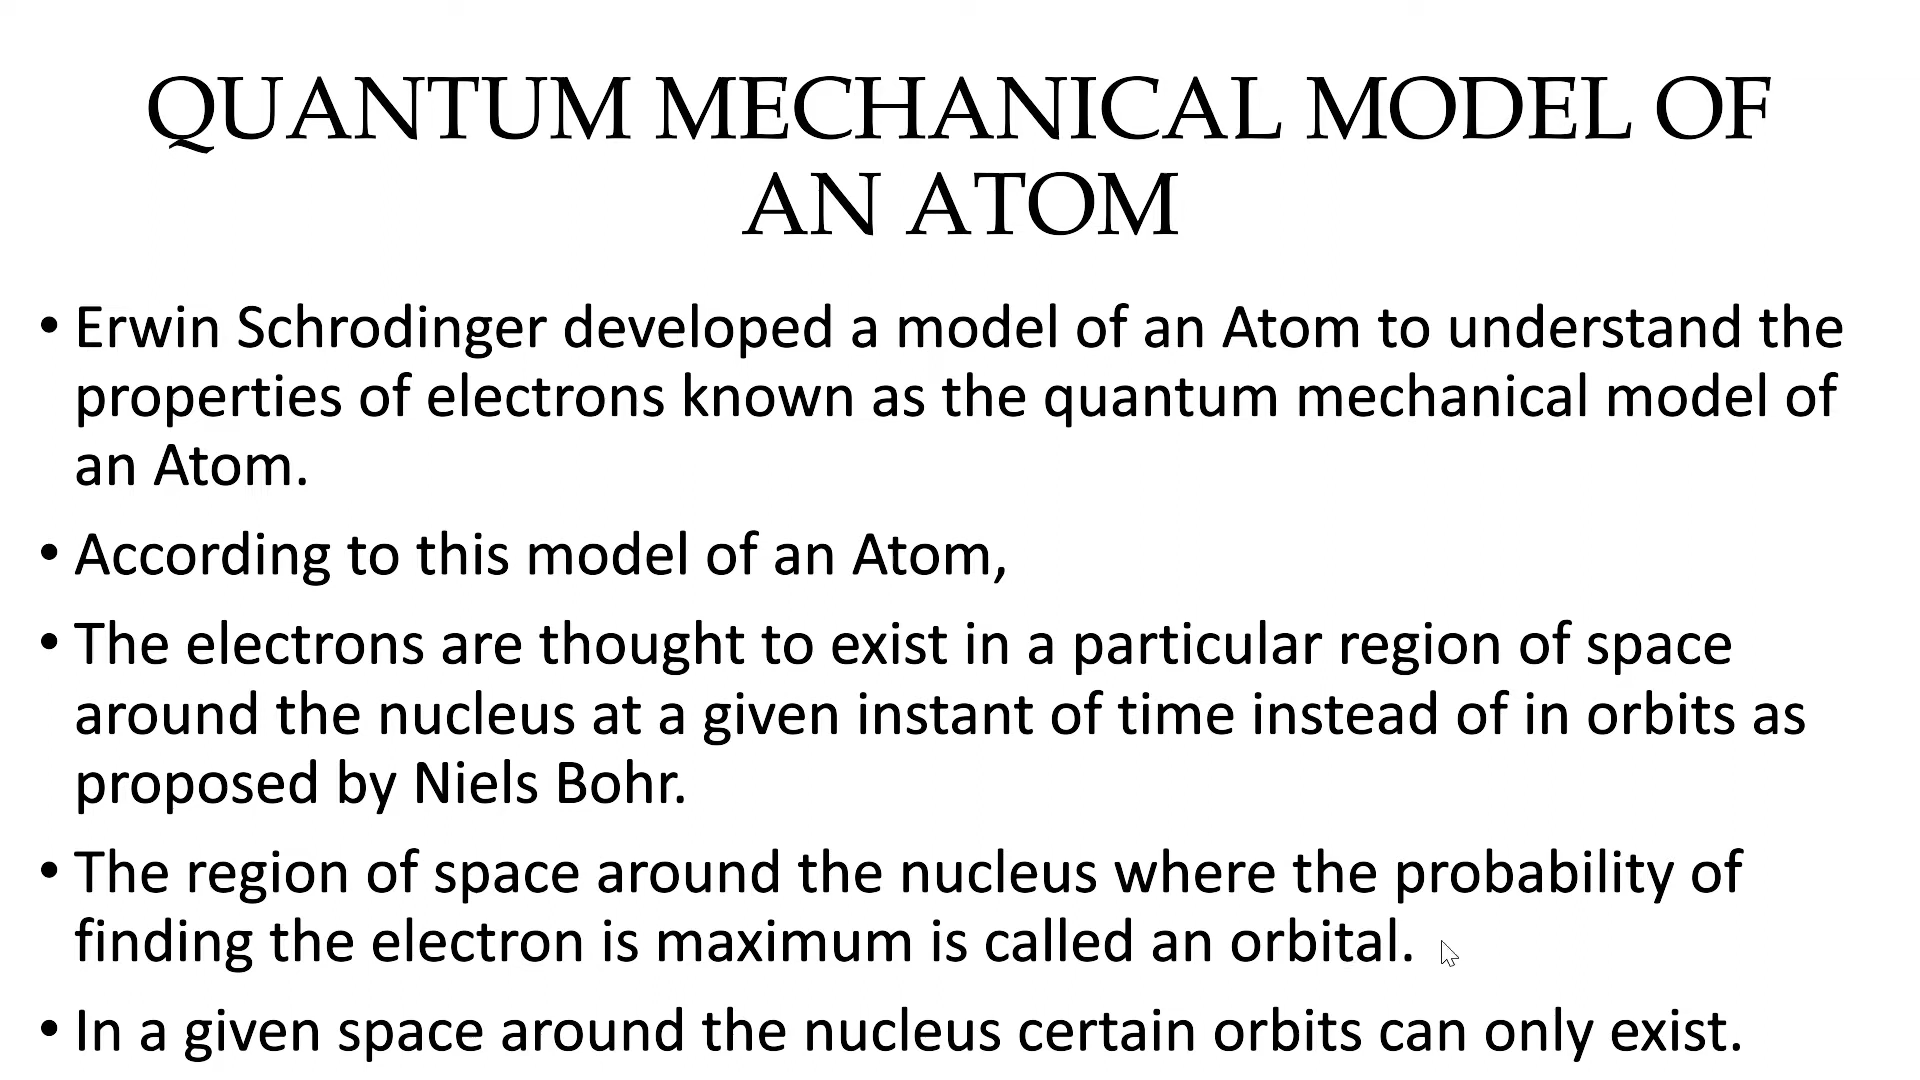 QUANTUM MECHANICAL MODEL OF
AN ATOM
• Erwin Schrodinger developed a model of an Atom to understand the
properties of electrons known as the quantum mechanical model of
an Atom.
• According to this model of an Atom,
• The electrons are thought to exist in a particular region of space
around the nucleus at a given instant of time instead of in orbits as
proposed by Niels Bohr.
• The region of space around the nucleus where the probability of
finding the electron is maximum is called an orbital.
• In a given space around the nucleus certain orbits can only exist.